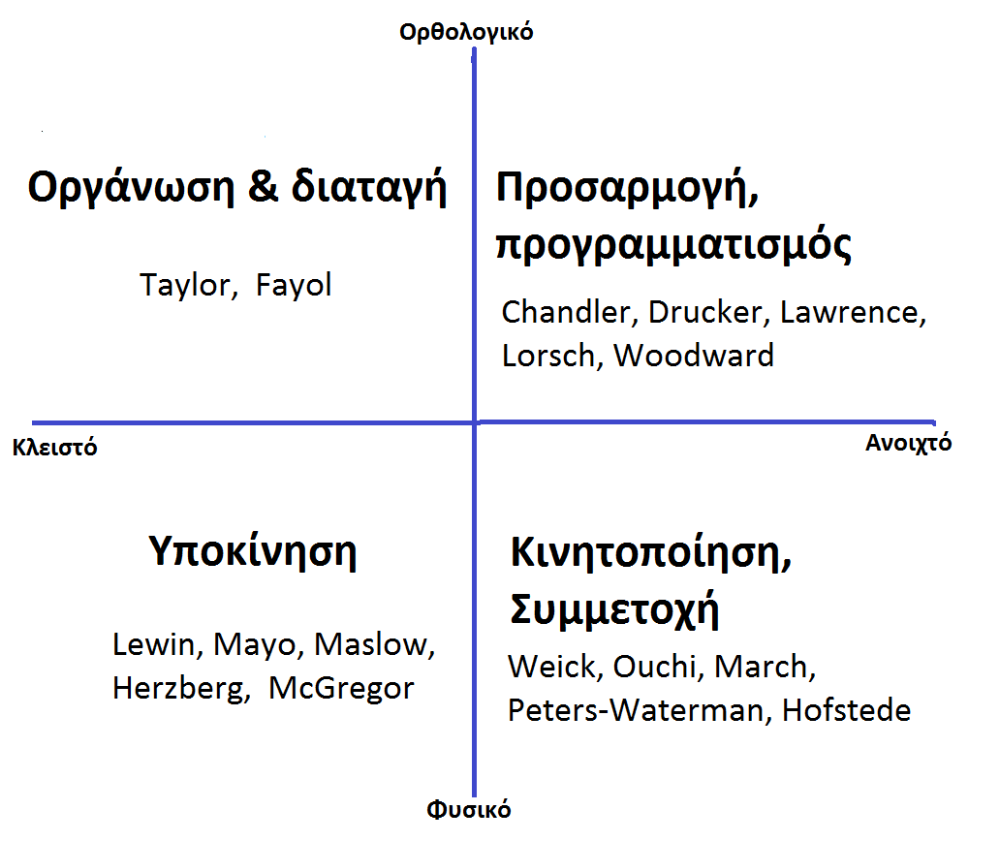 Ορθολογικό
Οργάνωση & διαταγή
Taylor, Fayol
Προσαρμογή,
προγραμματισμός
Chandler, Drucker, Lawrence,
Lorsch, Woodward
Κλειστό
Ανοιχτό
Υποκίνηση
Lewin, Mayo, Maslow,
Herzberg, McGregor
Κινητοποίηση,
Συμμετοχή
Weick, Ouchi, March,
Peters-Waterman, Hofstede
Φυσικό